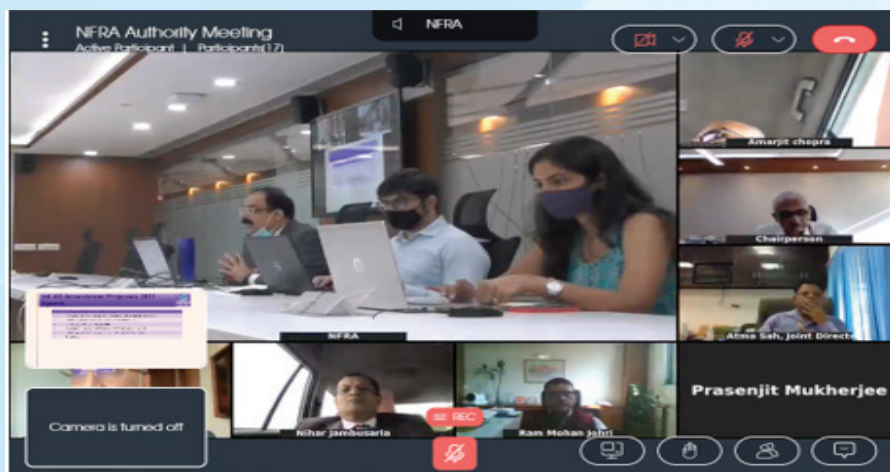 NFRA Authority Meeting
Active Participant | Participants(17)
NFRA
Amarjit chopra
Chairperson
Atma Sah, Joint Directo
NFRA
Camera is turned off
Nihar Jambusaria
REC
Ram Mohan Johri
Prasenjit Mukherjee